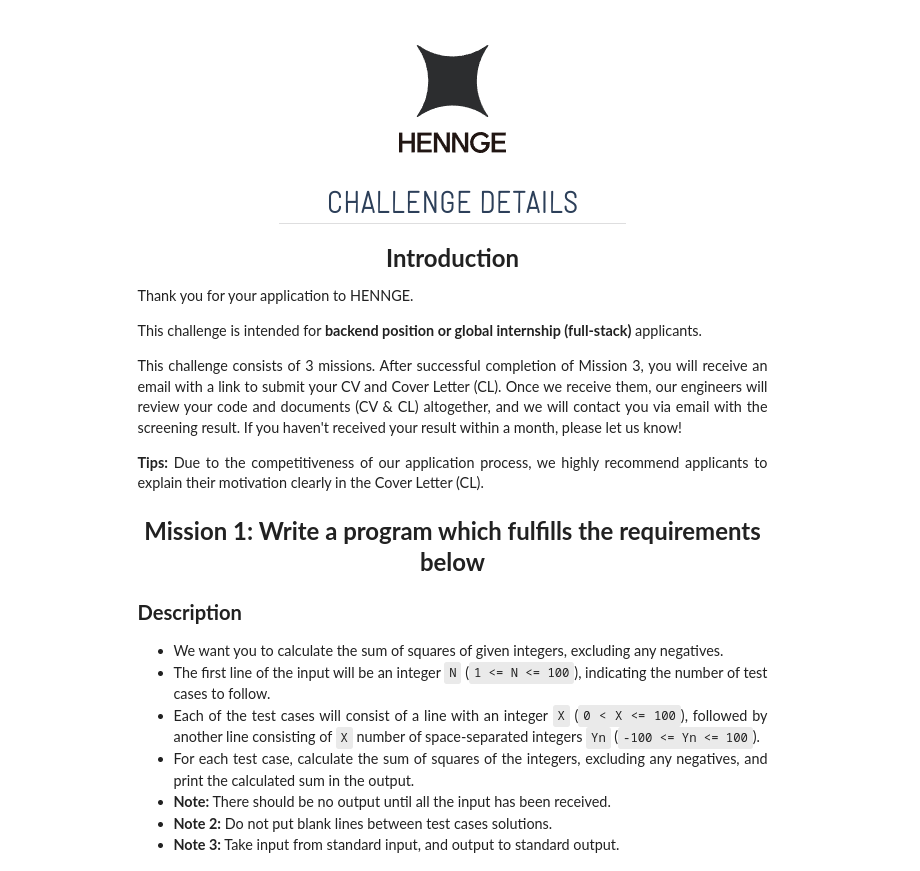 HENNGE
CHALLENGE DETAILS
Introduction
Thank you for your application to HENNGE.
This challenge is intended for backend position or global internship (full-stack) applicants.
This challenge consists of 3 missions. After successful completion of Mission 3, you will receive an
email with a link to submit your CV and Cover Letter (CL). Once we receive them, our engineers will
review your code and documents (CV & CL) altogether, and we will contact you via email with the
screening result. If you haven't received your result within a month, please let us know!
Tips: Due to the competitiveness of our application process, we highly recommend applicants to
explain their motivation clearly in the Cover Letter (CL).
Mission 1: Write a program which fulfills the requirements
below
Description
• We want you to calculate the sum of squares of given integers, excluding any negatives.
• The first line of the input will be an integer N (1 <= N <= 100), indicating the number of test
cases to follow.
• Each of the test cases will consist of a line with an integer X (0 < X <= 100), followed by
another line consisting of X number of space-separated integers Yn (-100 <= Yn <= 100).
• For each test case, calculate the sum of squares of the integers, excluding any negatives, and
print the calculated sum in the output.
• Note: There should be no output until all the input has been received.
• Note 2: Do not put blank lines between test cases solutions.
• Note 3: Take input from standard input, and output to standard output.